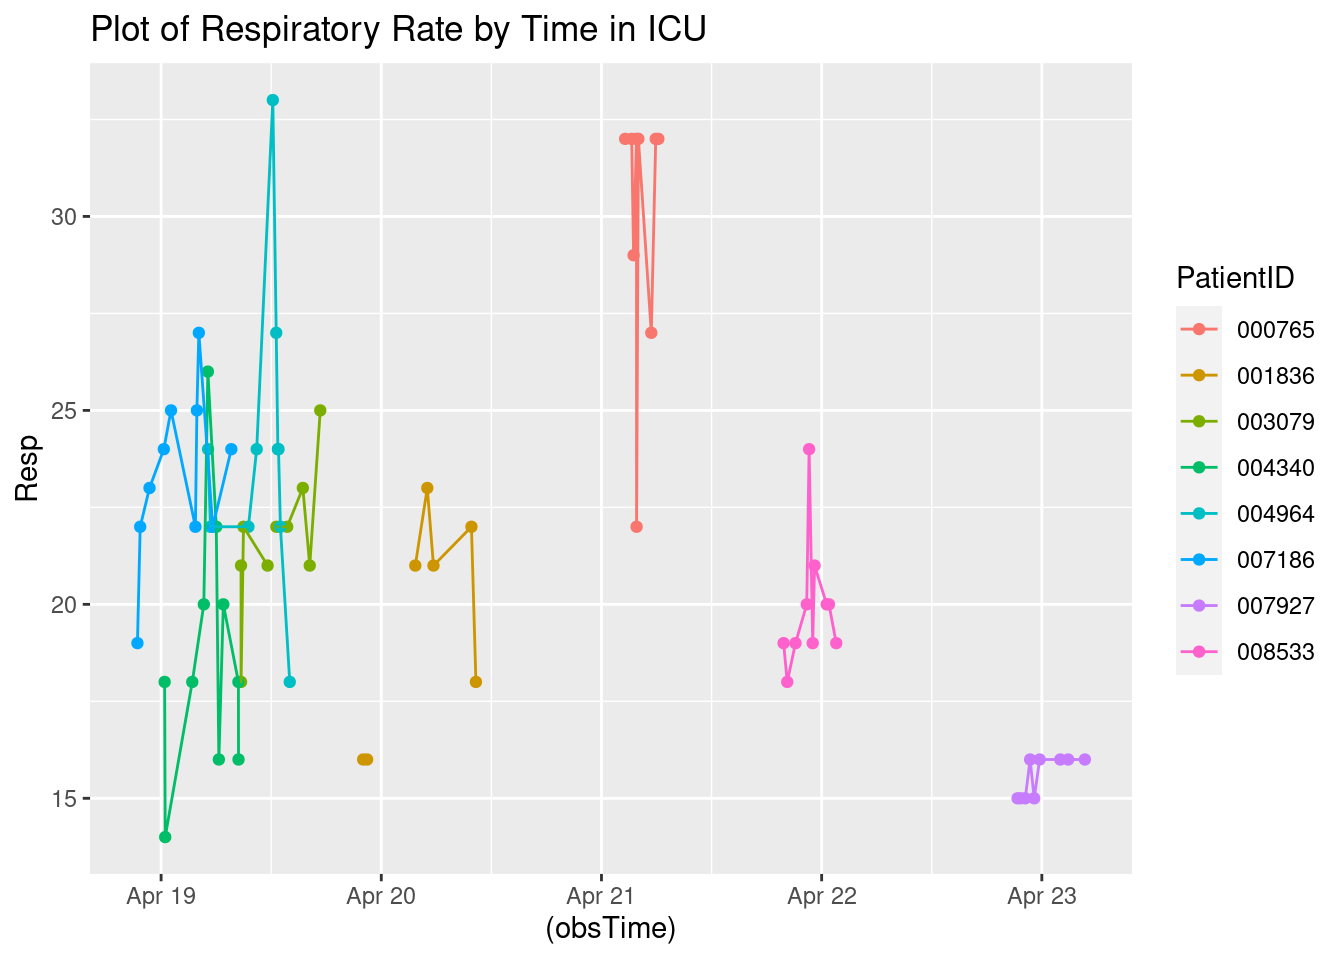 Plot of Respiratory Rate by Time in ICU
30
25
20
15
Resp
Apr 19
Apr 20
Apr 21
Apr 22
Apr 23
(obsTime)
PatientID
000765
001836
003079
004340
004964
007186
007927
008533